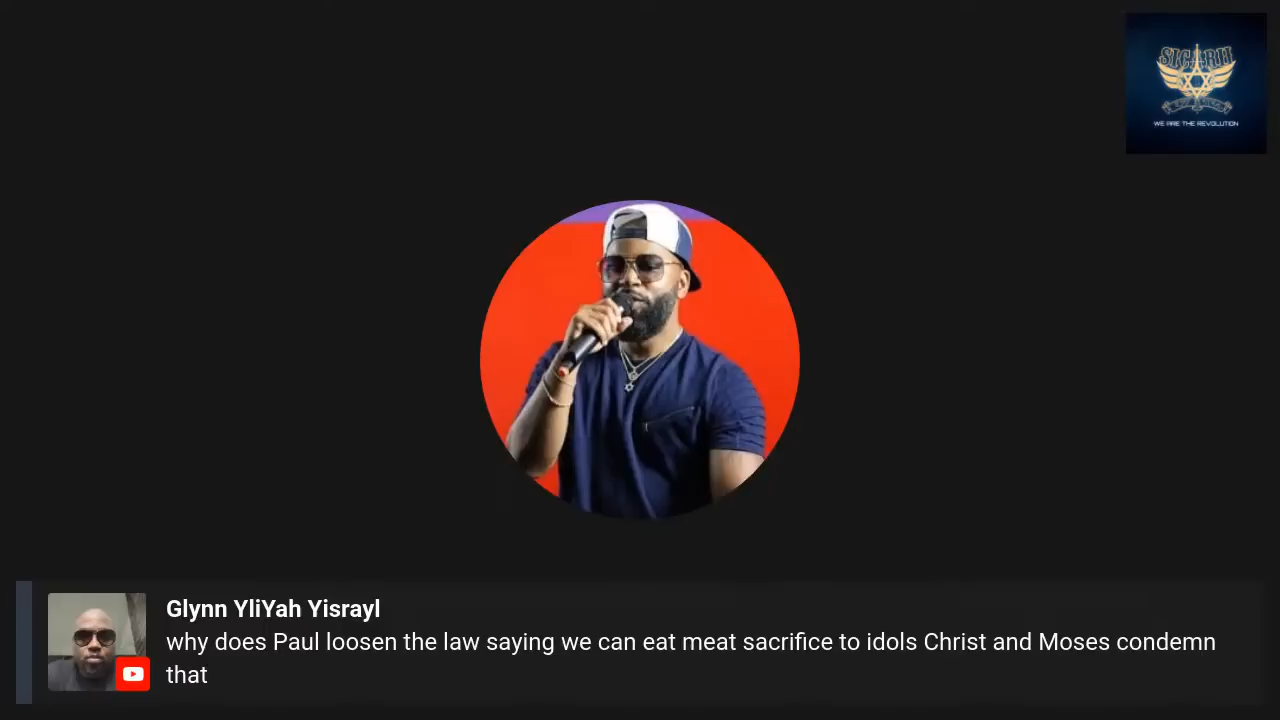 SICARII
WE ARE THE REVOLUTION
Glynn YliYah Yisrayl
why does Paul loosen the law saying we can eat meat sacrifice to idols Christ and Moses condemn
that